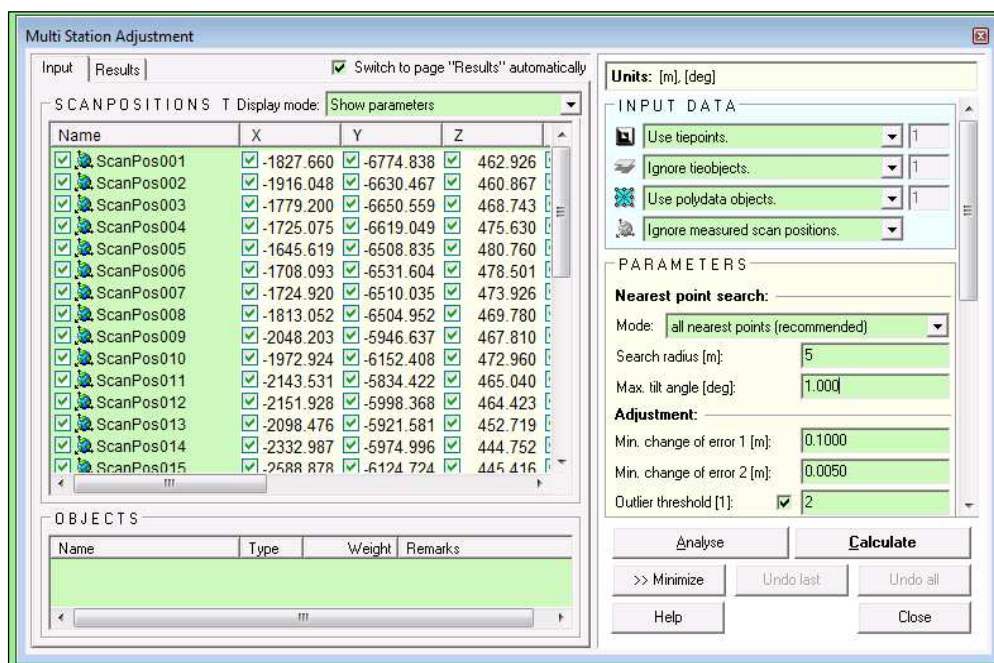 Multi Station Adjustment
Input Results Switch to page "Results" automatically
SCANPOSITIONS T Display mode: Show parameters
Name X Y Z
ScanPos001 -1827.660 -6774.838 462.926
ScanPos002 -1916.048 -6630.467 460.867
ScanPos003 -1779.200 -6650.559 468.743
ScanPos004 -1725.075 -6619.049 475.630
ScanPos005 -1645.619 -6508.835 480.760
ScanPos006 -1708.093 -6531.604 478.501
ScanPos007 -1724.920 -6510.035 473.926
ScanPos008 -1813.052 -6504.952 469.780
ScanPos009 -2048.203 -5946.637 467.810
ScanPos010 -1972.924 -6152.408 472.960
ScanPos011 -2143.531 -5834.422 465.040
ScanPos012 -2151.928 -5998.368 464.423
ScanPos013 -2098.476 -5921.581 452.719
ScanPos014 -2332.987 -5974.996 444.752
ScanPos015 -2588.878 -6124.724 445.416
OBJECTS
Name Type Weight Remarks
Units: [m], [deg]
INPUT DATA
Use tiepoints. 1
Ignore tieobjects. 1
Use polydata objects. 1
Ignore measured scan positions.
PARAMETERS
Nearest point search:
Mode: all nearest points (recommended)
Search radius [m]: 5
Max. tilt angle [deg]: 1.000
Adjustment:
Min. change of error 1 [m]: 0.1000
Min. change of error 2 [m]: 0.0050
Outlier threshold [1]: 2
Analyse Calculate
>> Minimize Undo last Undo all
Help Close